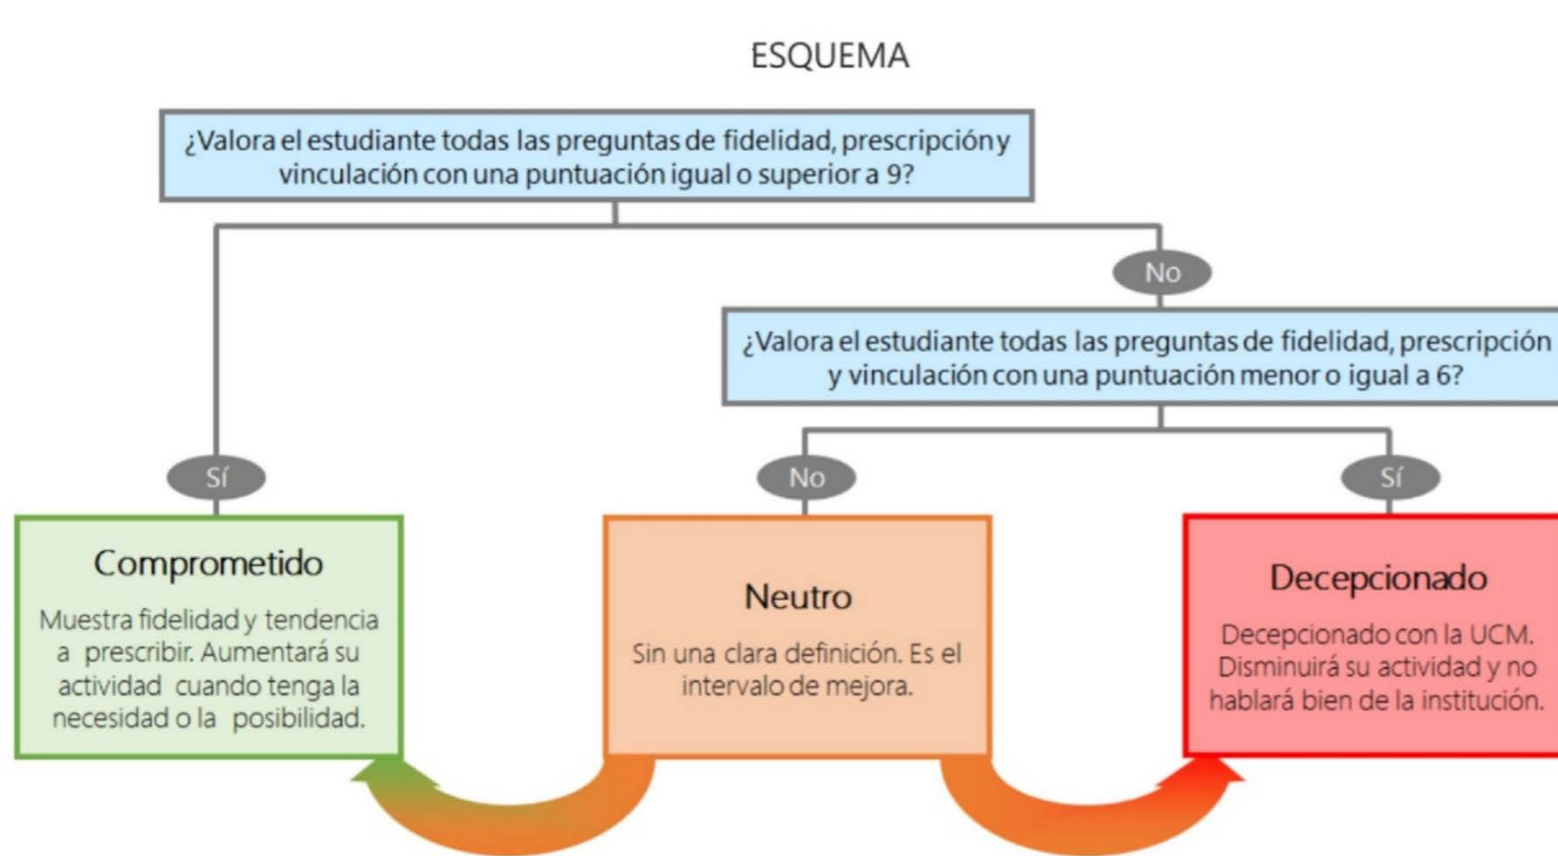 ESQUEMA
¿Valora el estudiante todas las preguntas de fidelidad, prescripción y
vinculación con una puntuación igual o superior a 9?
No
¿Valora el estudiante todas las preguntas de fidelidad, prescripción
y vinculación con una puntuación menor o igual a 6?
Sí
No
Sí
Comprometido
Muestra fidelidad y tendencia
a prescribir. Aumentará su
actividad cuando tenga la
necesidad o la posibilidad.
Neutro
Sin una clara definición. Es el
intervalo de mejora.
Decepcionado
Decepcionado con la UCM.
Disminuirá su actividad y no
hablará bien de la institución.